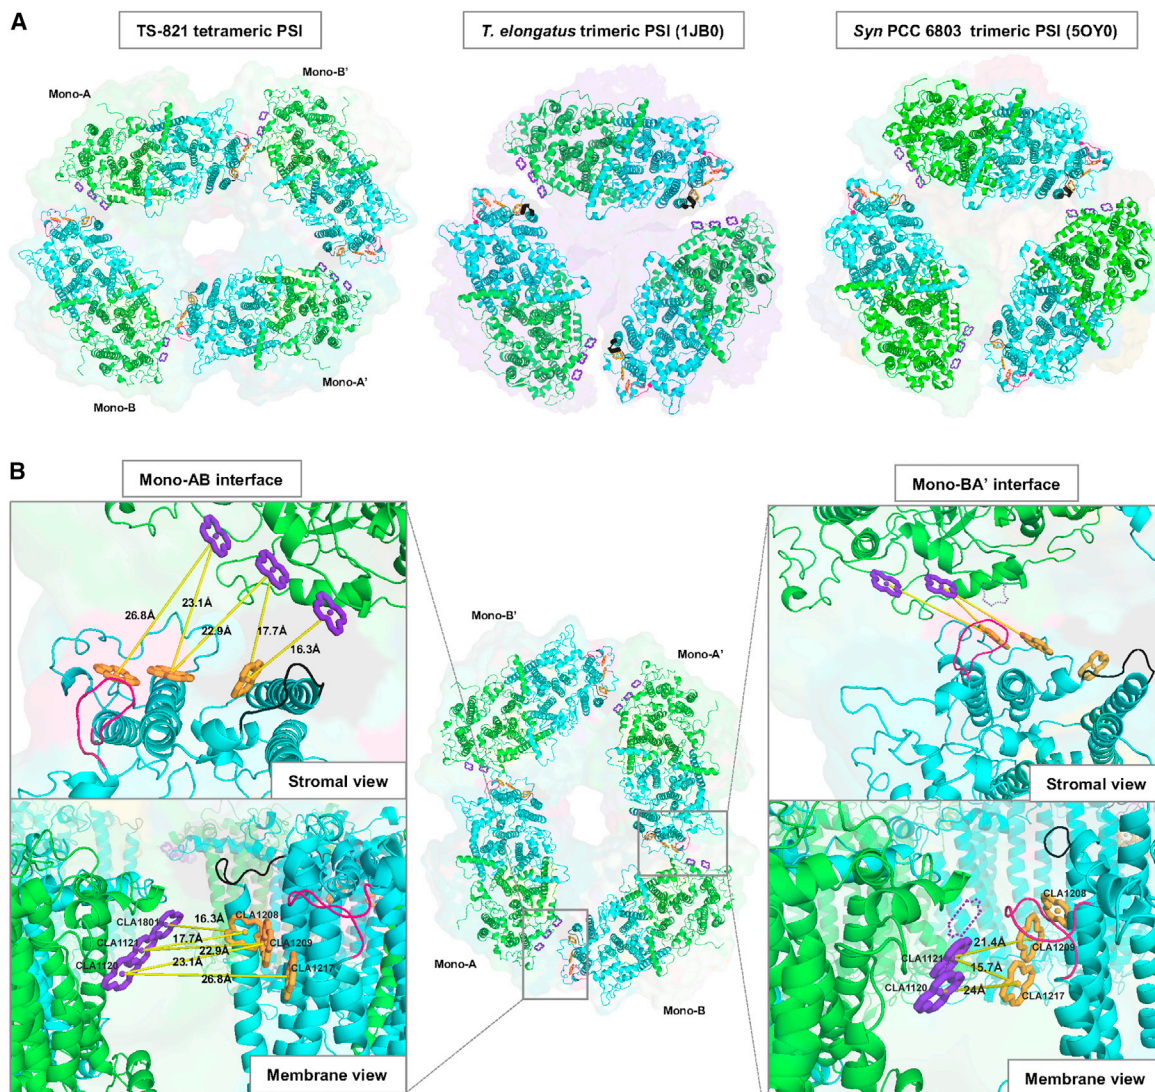 A
TS-821 tetrameric PSI
T. elongatus trimeric PSI (1JB0)
Syn PCC 6803 trimeric PSI (5OY0)
Mono-A
Mono-B'
Mono-B
Mono-A'
B
Mono-AB interface
Mono-BA' interface
26.8Å
23.1Å
22.9Å
17.7Å
16.3Å
Stromal view
Mono-B'
Mono-A'
Mono-A
Mono-B
Stromal view
CLA1801
CLA1121
CLA1120
16.3Å
17.7Å
22.9Å
23.1Å
26.8Å
CLA1208
CLA1209
CLA1217
Membrane view
CLA1208
CLA1209
21.4Å
CLA1121
15.7Å
CLA1120
24Å
CLA1217
Membrane view